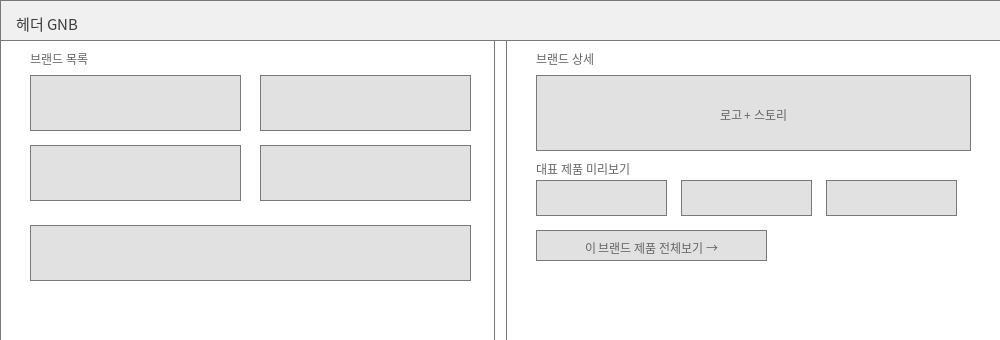 헤더 GNB
브랜드 목록
브랜드 상세
로고 + 스토리
대표 제품 미리보기
이 브랜드 제품 전체보기 →